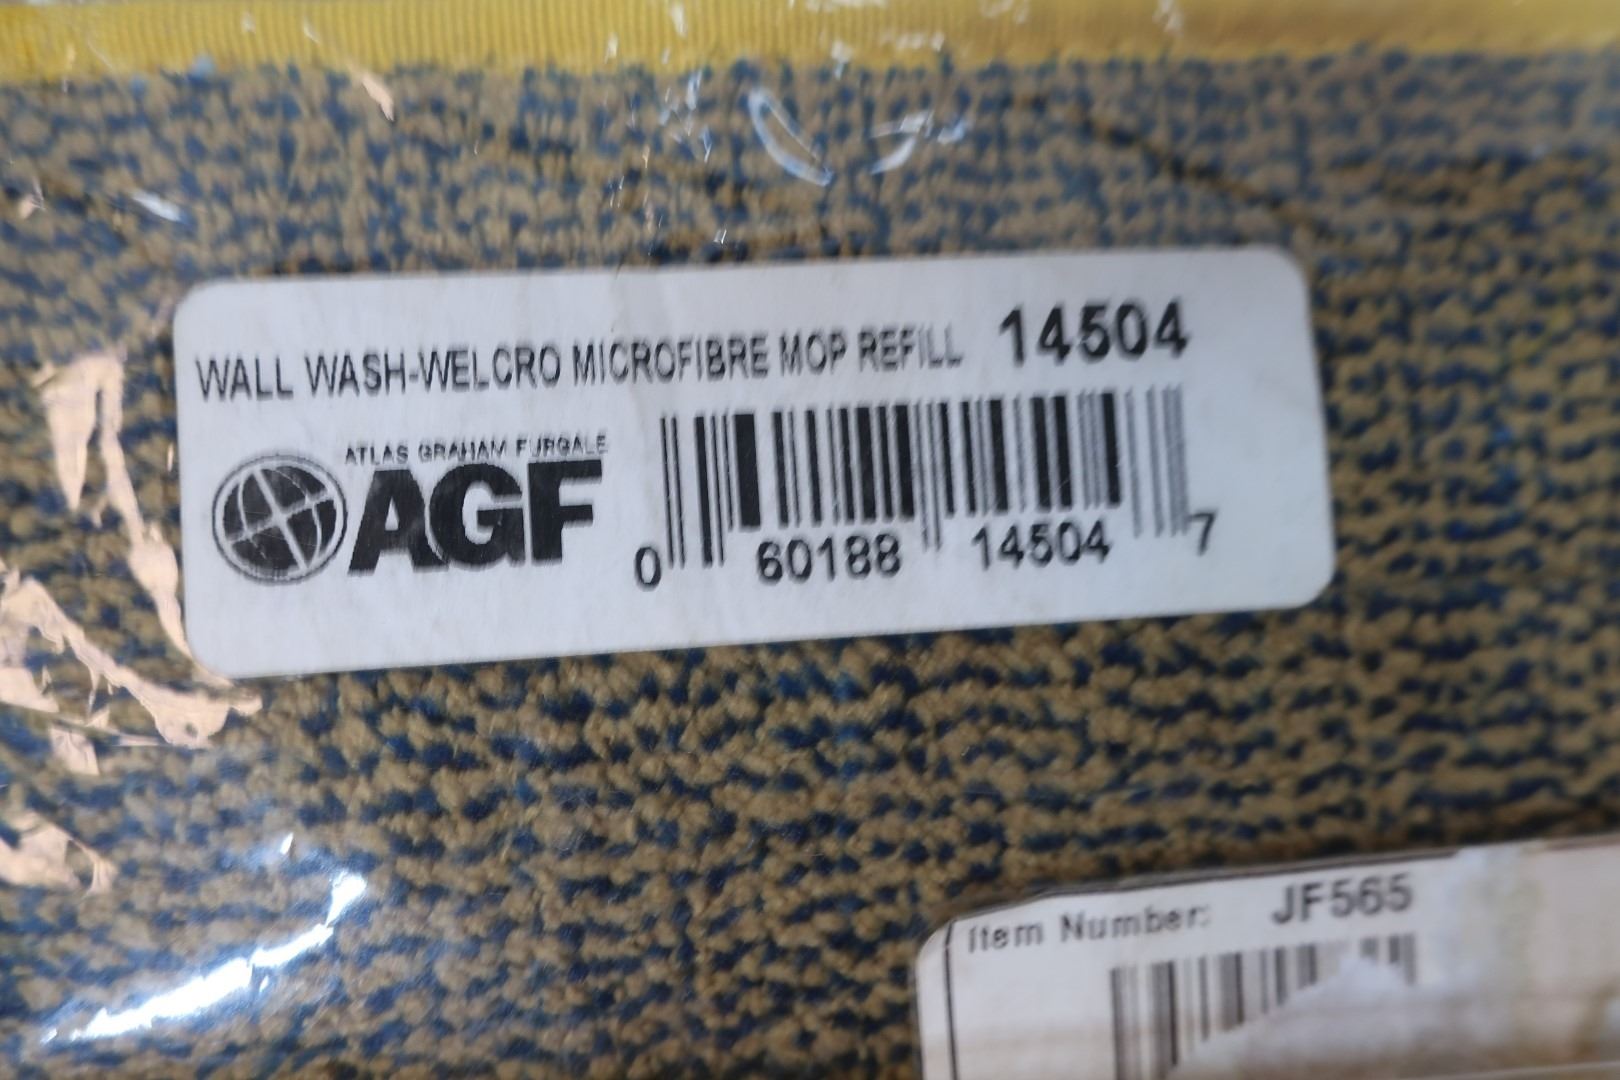 WALL WASH-WELCRO MICROFIBRE MOP REFILL 14504
ATLAS GRAHAM FURGALE
AGF
0 60188 14504 7
Item Number: JF565